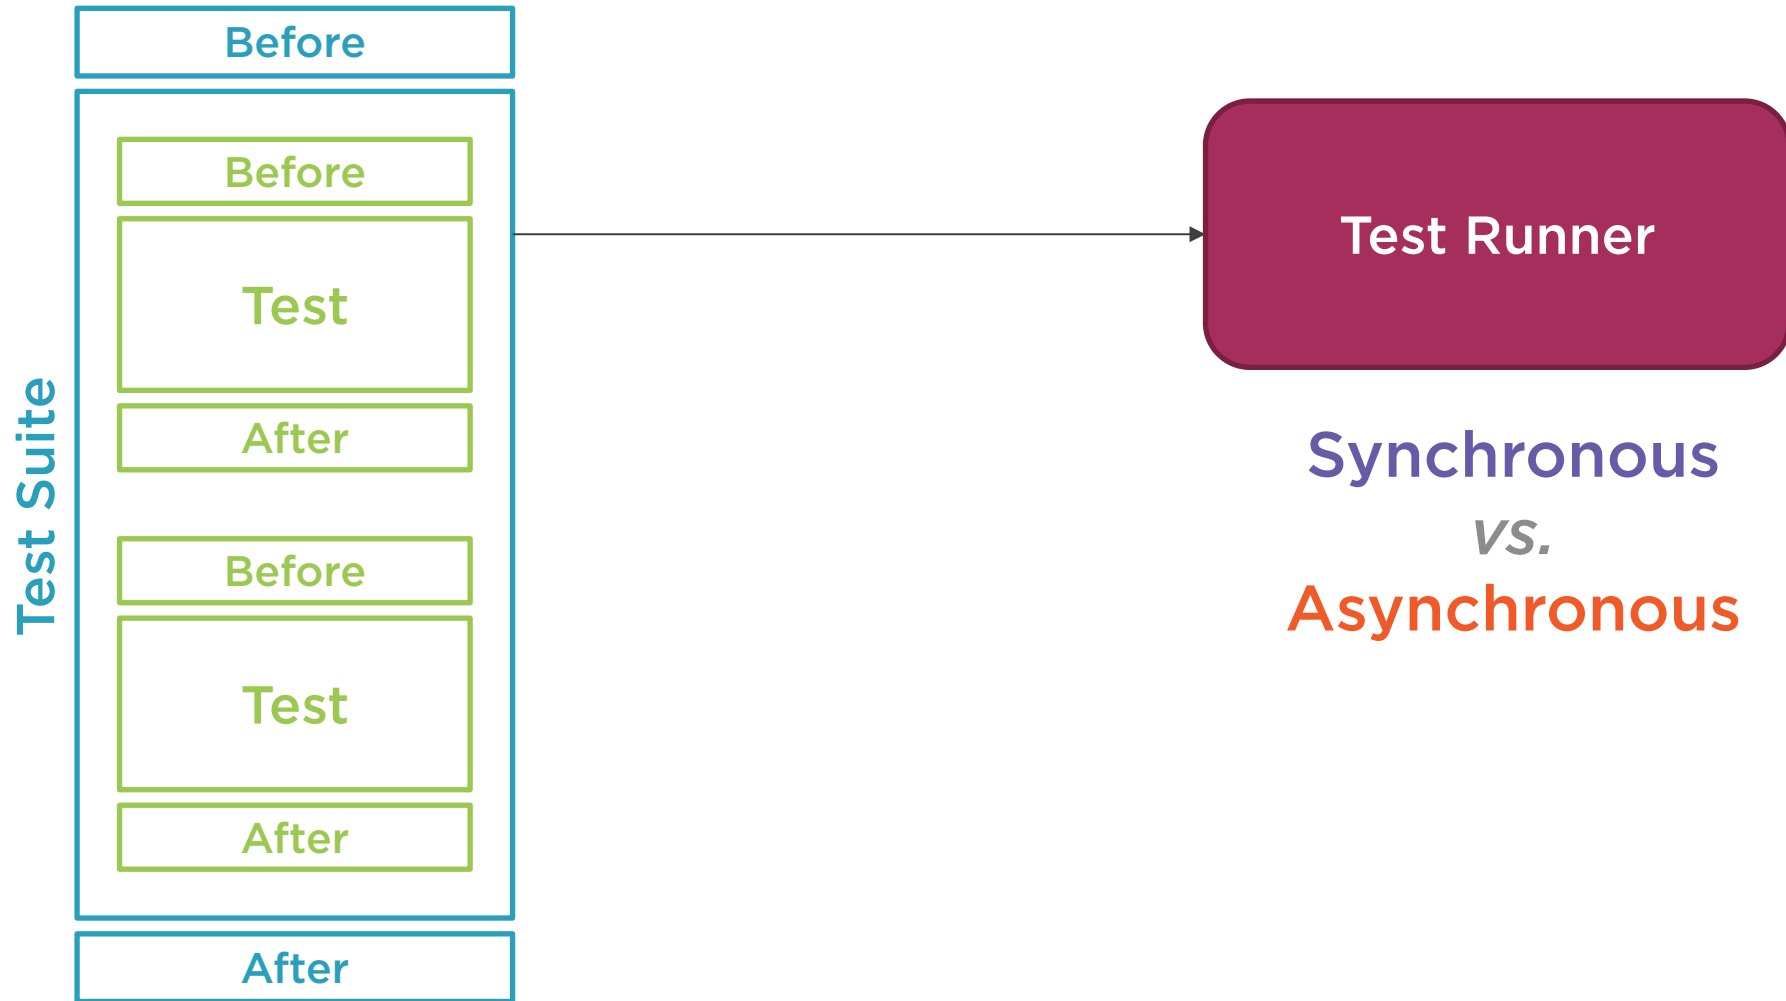 Before
Before
Test
After
Before
Test
After
After
Test Suite
Test Runner
Synchronous
vs.
Asynchronous